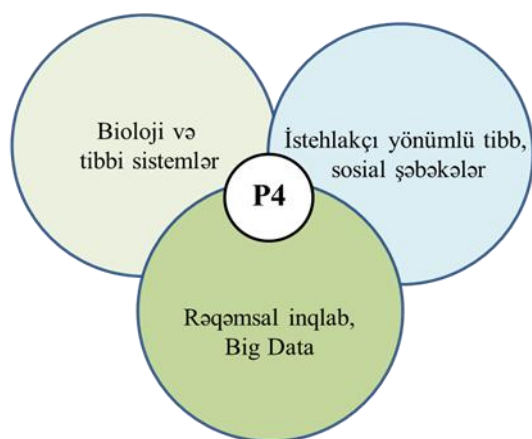 Bioloji və
tibbi sistemlər
İstehlakçı yönümlü tibb,
sosial şəbəkələr
P4
Rəqəmsal inqlab,
Big Data